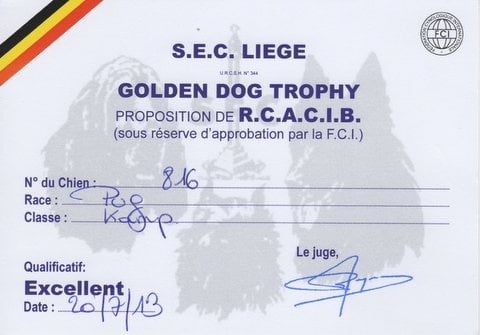 S.E.C. LIEGE
U.R.C.S.H. N° 344
GOLDEN DOG TROPHY
PROPOSITION DE R.C.A.C.I.B.
(sous réserve d'approbation par la F.C.I.)
N° du Chien : 816
Race : Pug
Classe :
Le juge,
Qualificatif:
Excellent
Date : 20/7/13
F.C.I.